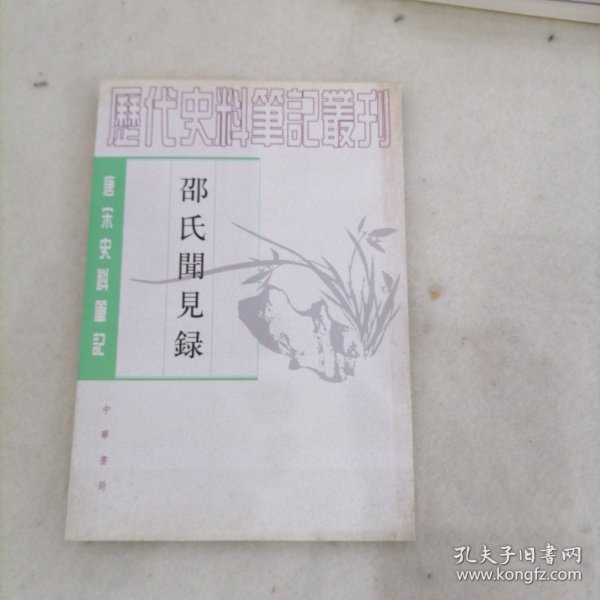 歷代史料筆記叢刊
唐宋史料筆記
邵氏聞見録
中華書局
孔夫子旧书网
www.kongfz.com